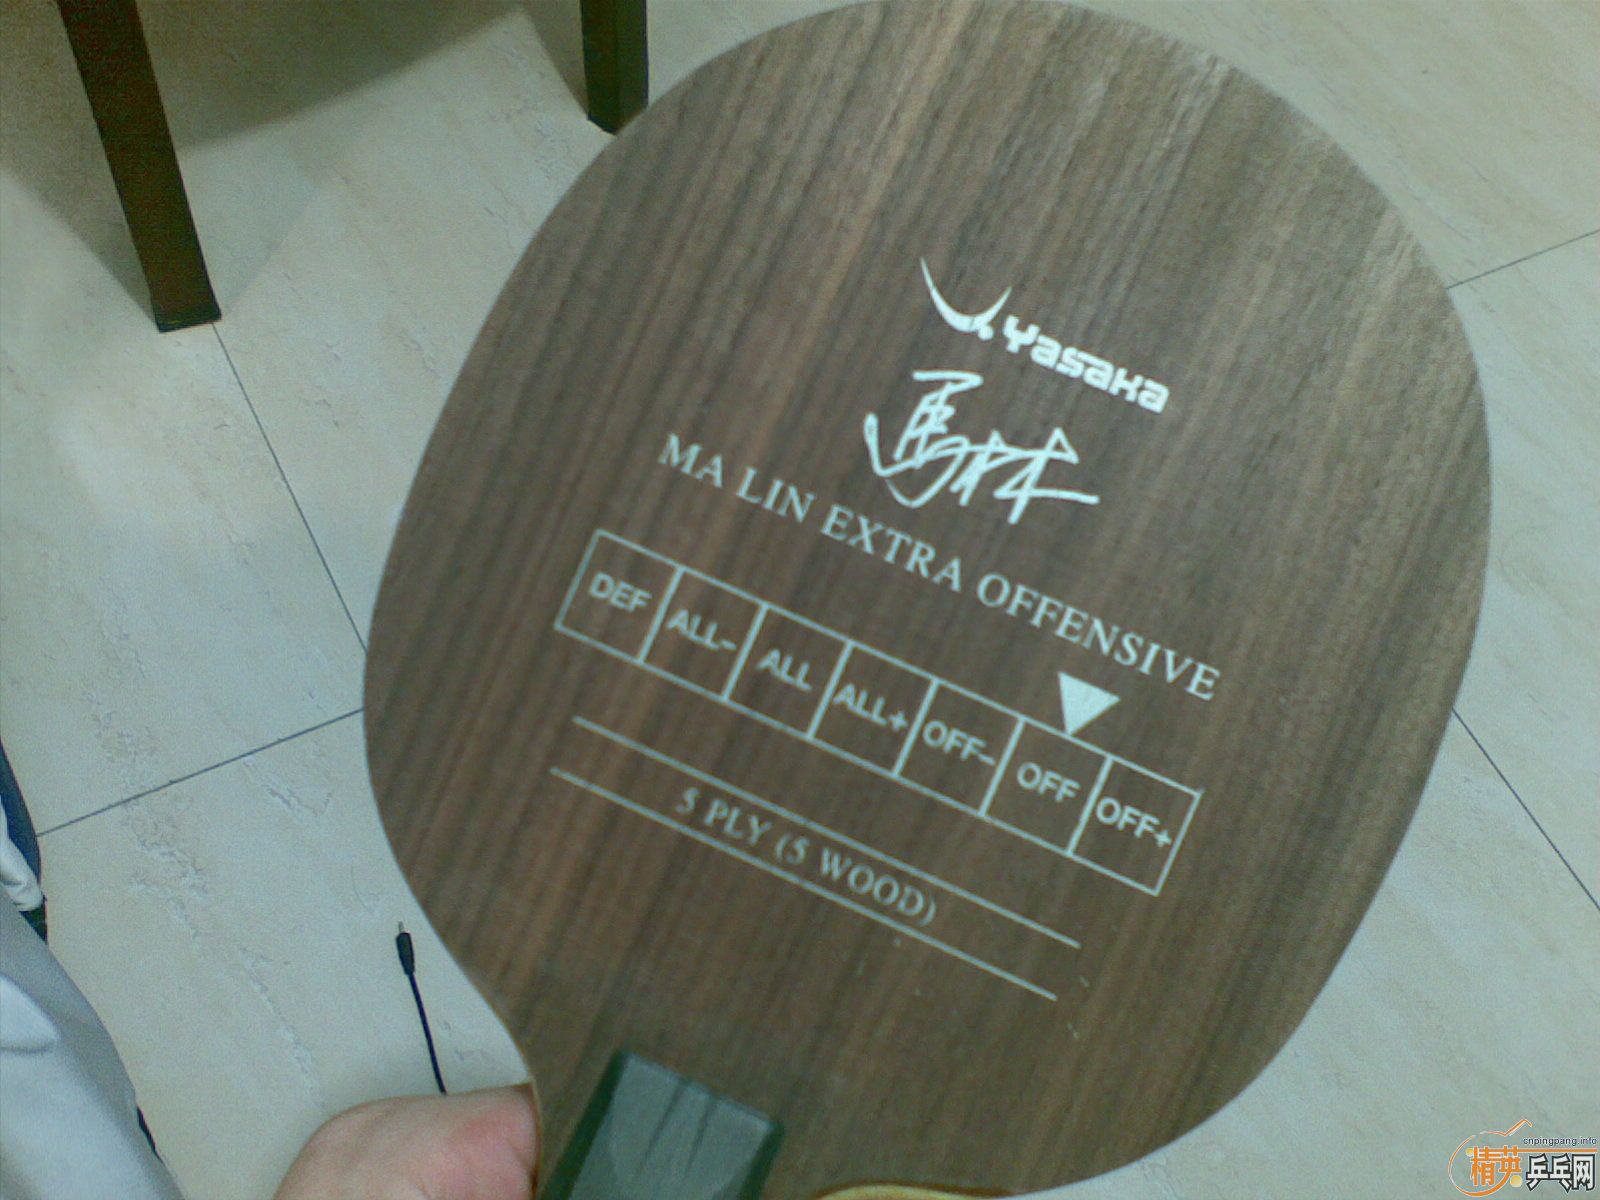 Yasaka
馬林
MA LIN EXTRA OFFENSIVE
DEF ALL- ALL ALL+ OFF- OFF OFF+
5 PLY (5 WOOD)
cnpingpang.info
精英乒乓网